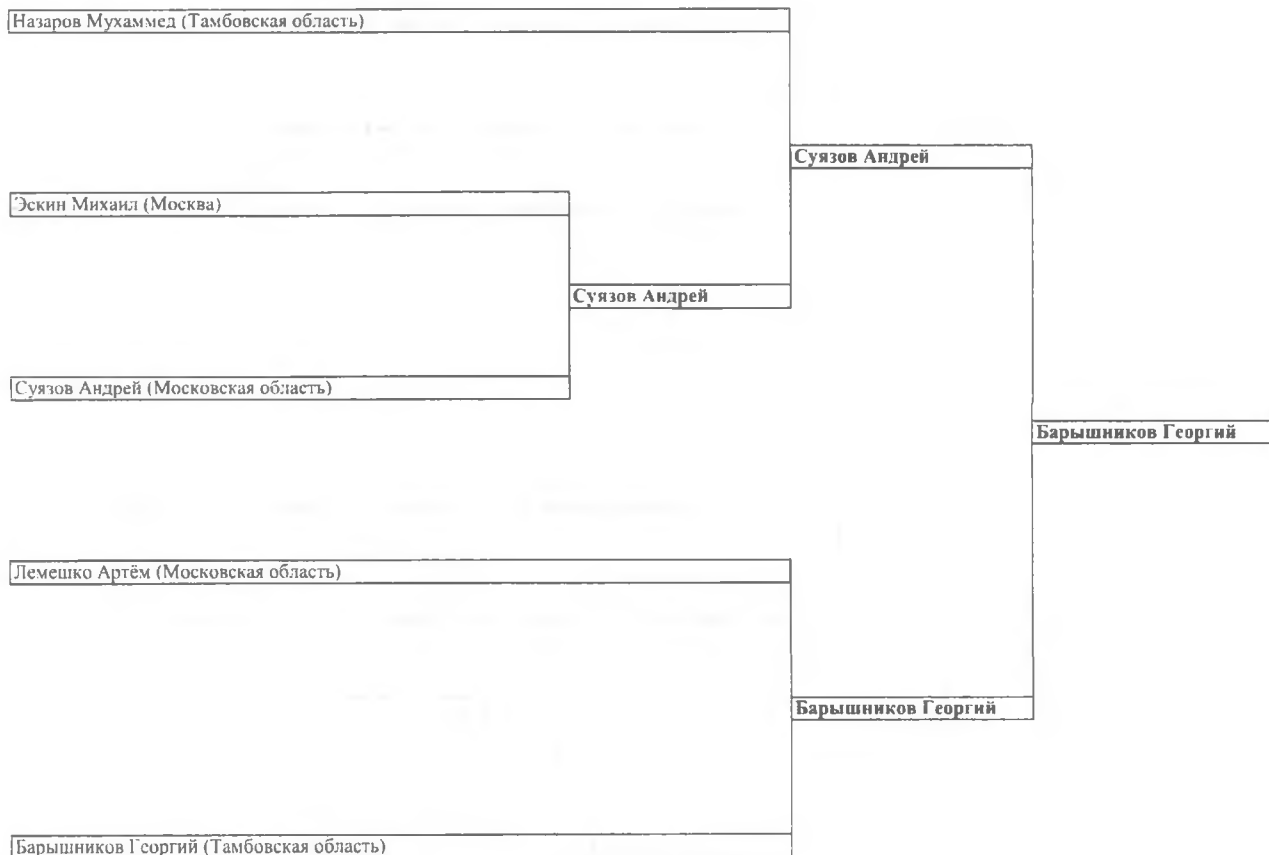 Назаров Мухаммед (Тамбовская область)
Суязов Андрей
Эскин Михаил (Москва)
Суязов Андрей
Суязов Андрей (Московская область)
Барышников Георгий
Лемешко Артём (Московская область)
Барышников Георгий
Барышников Георгий (Тамбовская область)